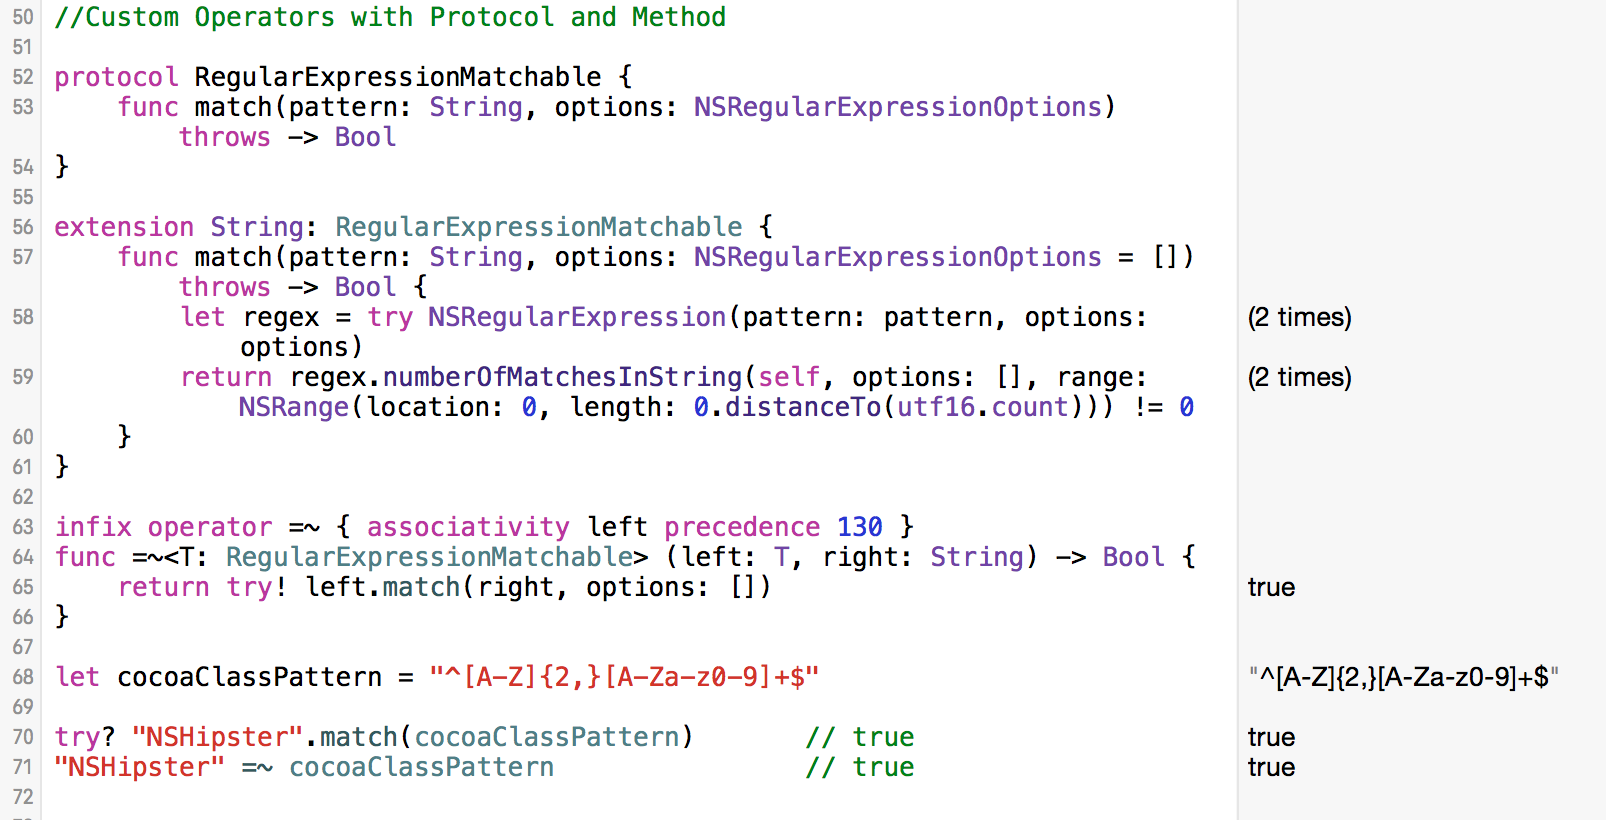 50 //Custom Operators with Protocol and Method
51
52 protocol RegularExpressionMatchable {
53     func match(pattern: String, options: NSRegularExpressionOptions)
        throws -> Bool
54 }
55
56 extension String: RegularExpressionMatchable {
57     func match(pattern: String, options: NSRegularExpressionOptions = [])
        throws -> Bool {
58         let regex = try NSRegularExpression(pattern: pattern, options: (2 times)
            options)
59         return regex.numberOfMatchesInString(self, options: [], range: (2 times)
            NSRange(location: 0, length: 0.distanceTo(utf16.count))) != 0
60     }
61 }
62
63 infix operator =~ { associativity left precedence 130 }
64 func =~<T: RegularExpressionMatchable> (left: T, right: String) -> Bool {
65     return try! left.match(right, options: []) true
66 }
67
68 let cocoaClassPattern = "^[A-Z]{2,}[A-Za-z0-9]+$" "^[A-Z]{2,}[A-Za-z0-9]+$"
69
70 try? "NSHipster".match(cocoaClassPattern)       // true true
71 "NSHipster" =~ cocoaClassPattern                // true true
72